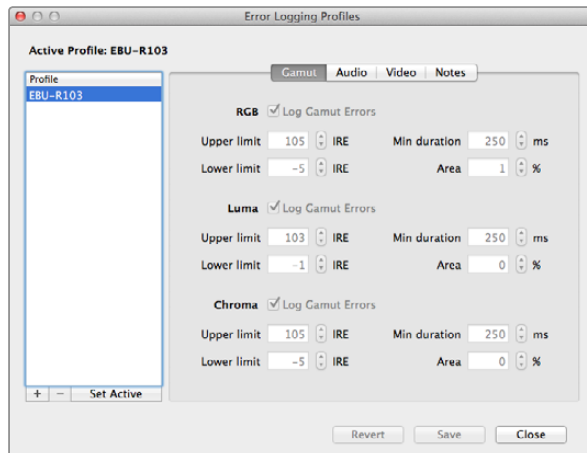 Error Logging Profiles
Active Profile: EBU-R103
Profile
EBU-R103
+ − Set Active
Gamut Audio Video Notes
RGB Log Gamut Errors
Upper limit 105 IRE Min duration 250 ms
Lower limit -5 IRE Area 1 %
Luma Log Gamut Errors
Upper limit 103 IRE Min duration 250 ms
Lower limit -1 IRE Area 0 %
Chroma Log Gamut Errors
Upper limit 105 IRE Min duration 250 ms
Lower limit -5 IRE Area 0 %
Revert Save Close